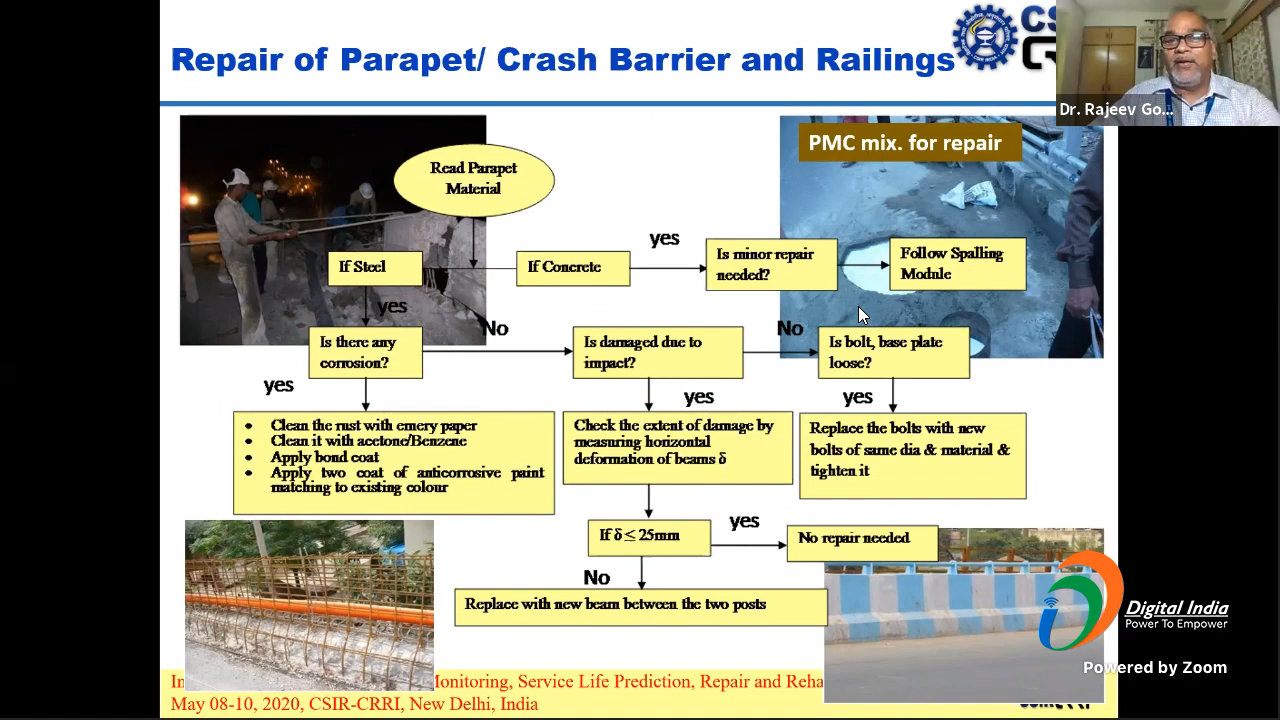 Repair of Parapet/ Crash Barrier and Railings
CS
Dr. Rajeev Go...
PMC mix. for repair
Read Parapet
Material
If Steel
If Concrete
yes
Is minor repair
needed?
Follow Spalling
Module
yes
No
No
Is there any
corrosion?
Is damaged due to
impact?
Is bolt, base plate
loose?
yes
yes
yes
• Clean the rust with emery paper
• Clean it with acetone/Benzene
• Apply bond coat
• Apply two coat of anticorrosive paint
matching to existing colour
Check the extent of damage by
measuring horizontal
deformation of beams δ
Replace the bolts with new
bolts of same dia & material &
tighten it
If δ ≤ 25mm
yes
No repair needed
No
Replace with new beam between the two posts
Digital India
Power To Empower
Powered by Zoom
Monitoring, Service Life Prediction, Repair and Reha
May 08-10, 2020, CSIR-CRRI, New Delhi, India